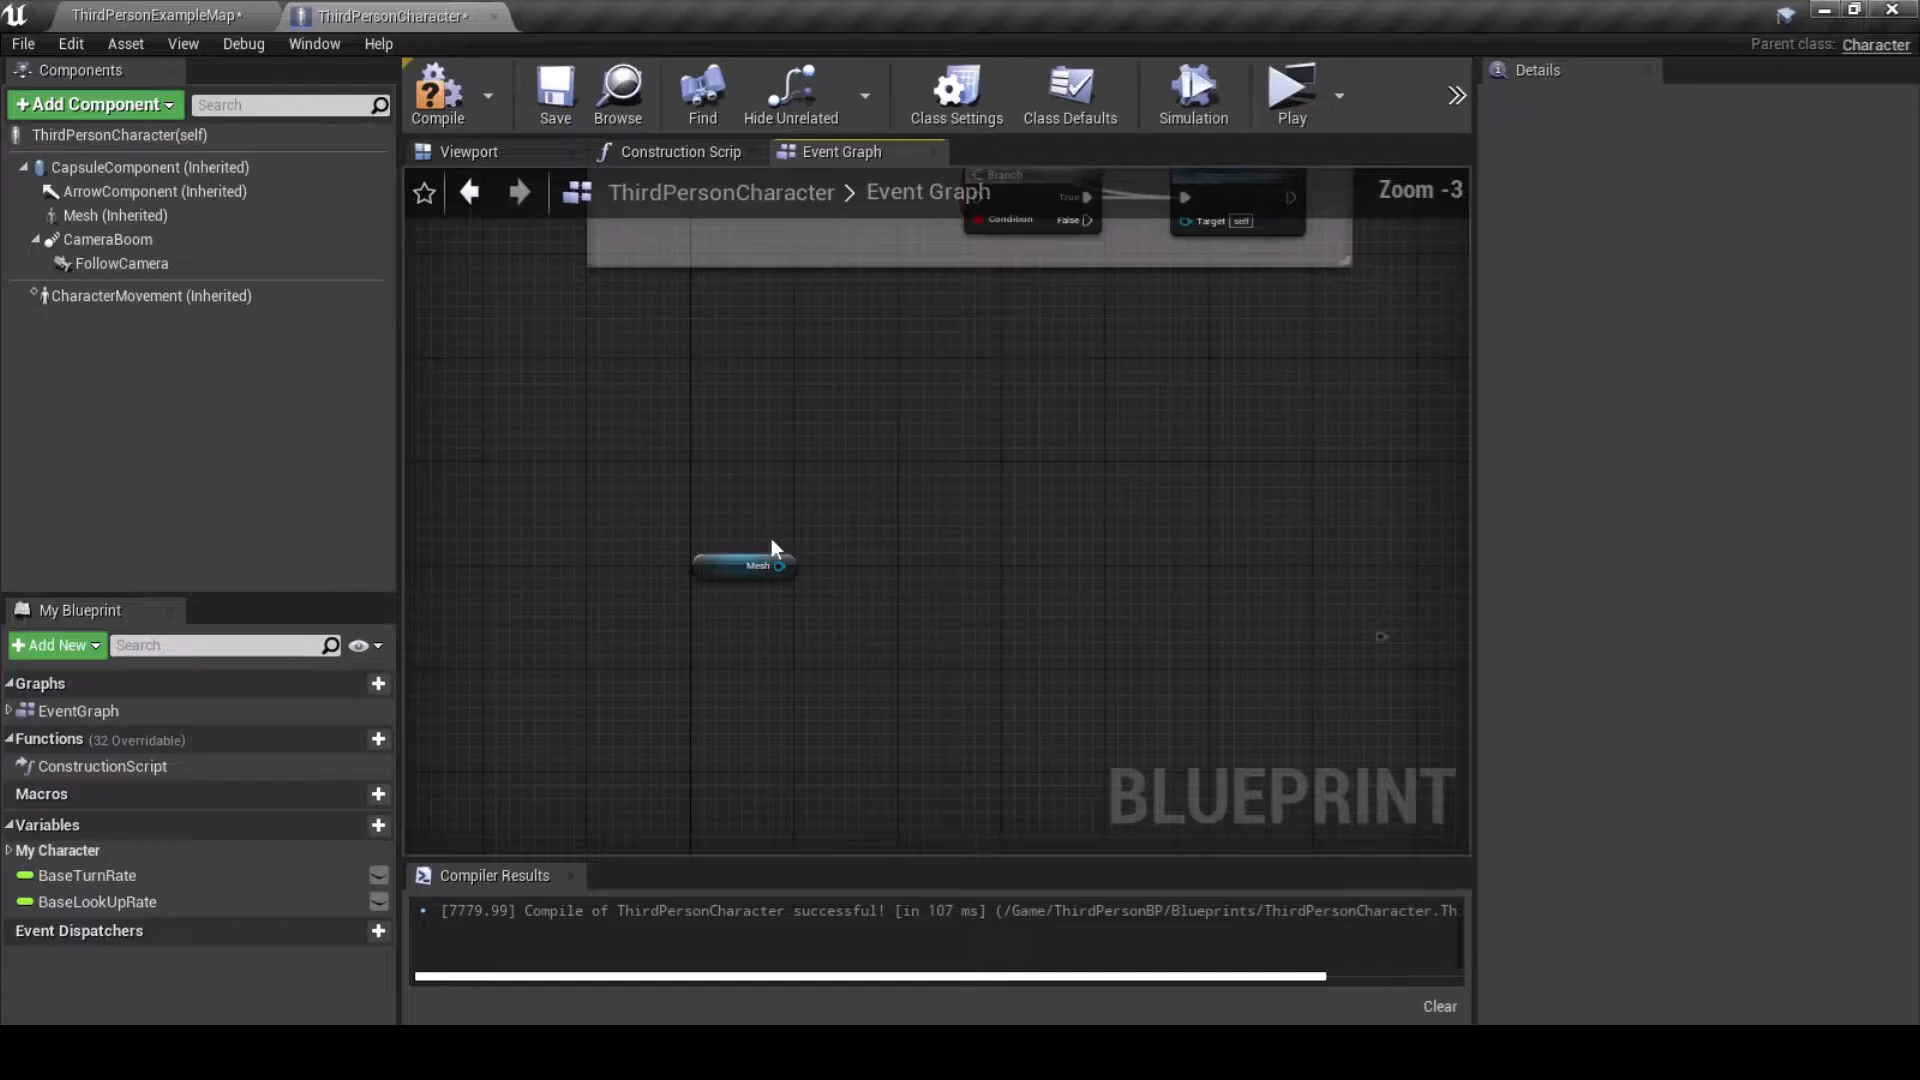 ThirdPersonExampleMap*
ThirdPersonCharacter*
File Edit Asset View Debug Window Help
Parent class: Character
Components
+Add Component
Search
ThirdPersonCharacter(self)
CapsuleComponent (Inherited)
ArrowComponent (Inherited)
Mesh (Inherited)
CameraBoom
FollowCamera
CharacterMovement (Inherited)
Compile
Save
Browse
Find
Hide Unrelated
Class Settings
Class Defaults
Simulation
Play
Details
Viewport
Construction Scrip
Event Graph
ThirdPersonCharacter > Event Graph
Zoom -3
Branch
True
Condition False
Target self
Mesh
BLUEPRINT
My Blueprint
+Add New
Search
Graphs
EventGraph
Functions (32 Overridable)
ConstructionScript
Macros
Variables
My Character
BaseTurnRate
BaseLookUpRate
Event Dispatchers
Compiler Results
[7779.99] Compile of ThirdPersonCharacter successful! [in 107 ms] (/Game/ThirdPersonBP/Blueprints/ThirdPersonCharacter.Th
Clear